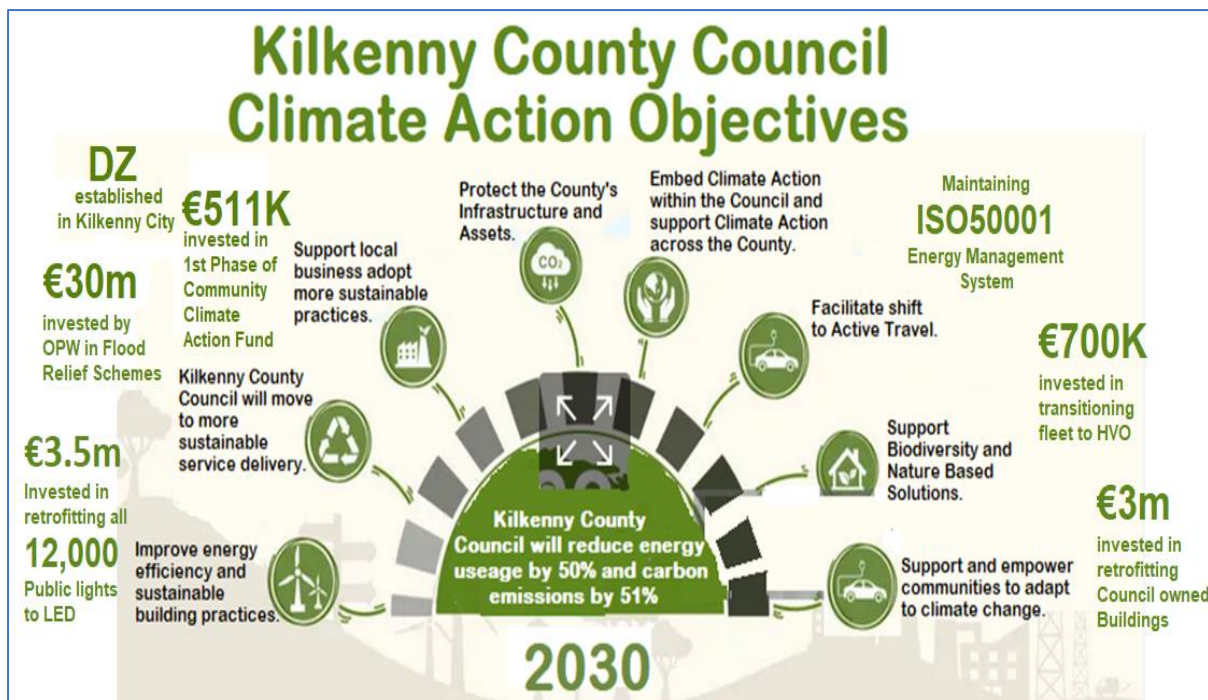 Kilkenny County Council
Climate Action Objectives
DZ
established
in Kilkenny City
€511K
invested in
1st Phase of
Community
Climate
Action Fund
€30m
invested by
OPW in Flood
Relief Schemes
€3.5m
Invested in
retrofitting all
12,000
Public lights
to LED
Improve energy
efficiency and
sustainable
building practices.
Kilkenny County
Council will move
to more
sustainable
service delivery.
Support local
business adopt
more sustainable
practices.
Protect the County's
Infrastructure and
Assets.
CO₂
Embed Climate Action
within the Council and
support Climate Action
across the County.
Facilitate shift
to Active Travel.
Support
Biodiversity and
Nature Based
Solutions.
Support and empower
communities to adapt
to climate change.
Maintaining
ISO50001
Energy Management
System
€700K
invested in
transitioning
fleet to HVO
€3m
invested in
retrofitting
Council owned
Buildings
Kilkenny County
Council will reduce energy
useage by 50% and carbon
emissions by 51%
2030